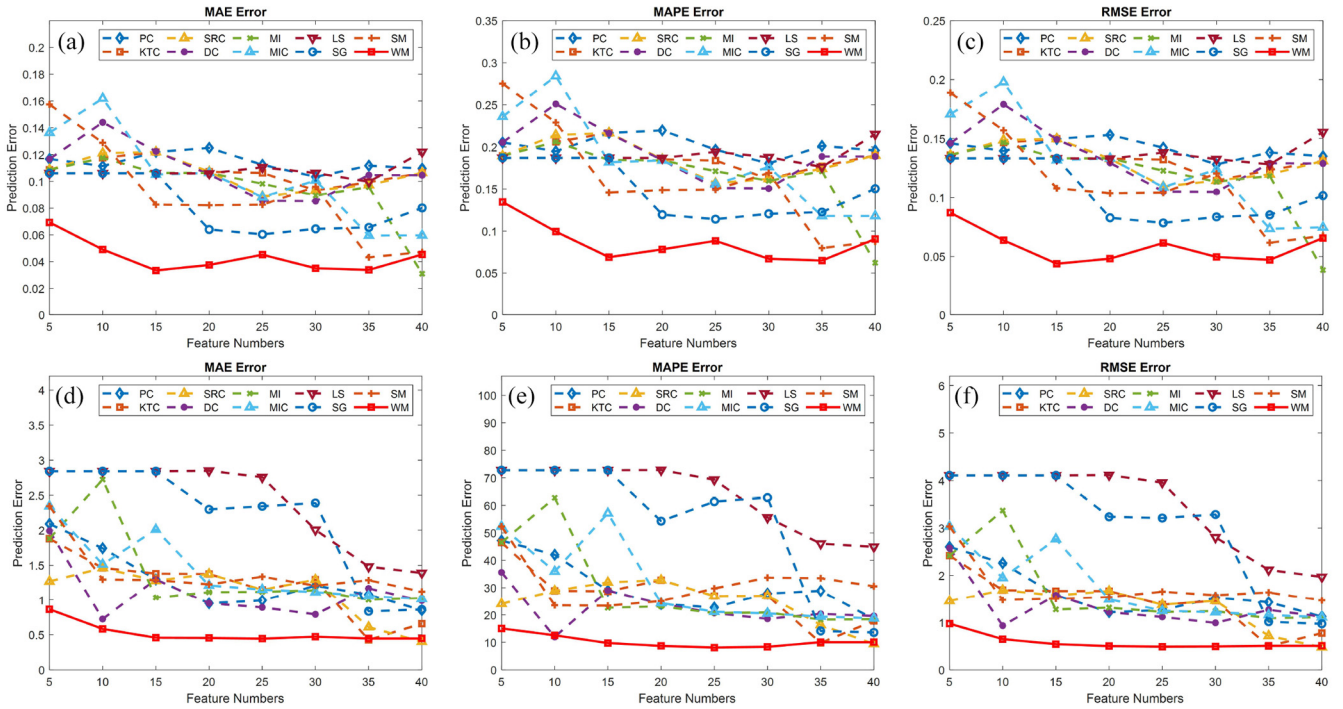 MAE Error
(a)
PC SRC MI LS SM
KTC DC MIC SG WM
Prediction Error
0.2
0.18
0.16
0.14
0.12
0.1
0.08
0.06
0.04
0.02
0
5 10 15 20 25 30 35 40
Feature Numbers
MAPE Error
(b)
PC SRC MI LS SM
KTC DC MIC SG WM
Prediction Error
0.35
0.3
0.25
0.2
0.15
0.1
0.05
0
5 10 15 20 25 30 35 40
Feature Numbers
RMSE Error
(c)
PC SRC MI LS SM
KTC DC MIC SG WM
Prediction Error
0.25
0.2
0.15
0.1
0.05
0
5 10 15 20 25 30 35 40
Feature Numbers
MAE Error
(d)
PC SRC MI LS SM
KTC DC MIC SG WM
Prediction Error
4
3.5
3
2.5
2
1.5
1
0.5
0
5 10 15 20 25 30 35 40
Feature Numbers
MAPE Error
(e)
PC SRC MI LS SM
KTC DC MIC SG WM
Prediction Error
100
90
80
70
60
50
40
30
20
10
0
5 10 15 20 25 30 35 40
Feature Numbers
RMSE Error
(f)
PC SRC MI LS SM
KTC DC MIC SG WM
Prediction Error
6
5
4
3
2
1
0
5 10 15 20 25 30 35 40
Feature Numbers